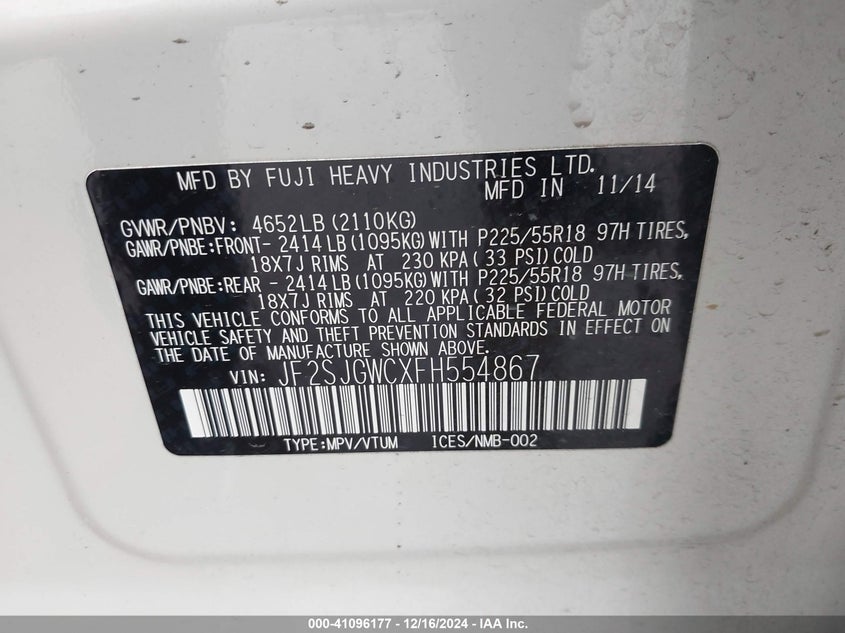 MFD BY FUJI HEAVY INDUSTRIES LTD.
MFD IN 11/14
GVWR/PNBV: 4652LB (2110KG)
GAWR/PNBE:FRONT- 2414LB(1095KG)WITH P225/55R18 97H TIRES,
18X7J RIMS AT 230 KPA(33 PSI)COLD
GAWR/PNBE:REAR - 2414LB(1095KG)WITH P225/55R18 97H TIRES,
18X7J RIMS AT 220 KPA(32 PSI)COLD
THIS VEHICLE CONFORMS TO ALL APPLICABLE FEDERAL MOTOR
VEHICLE SAFETY AND THEFT PREVENTION STANDARDS IN EFFECT ON
THE DATE OF MANUFACTURE SHOWN ABOVE.
VIN: JF2SJGWCXFH554867
TYPE:MPV/VTUM ICES/NMB-002
000-41096177 - 12/16/2024 - IAA Inc.